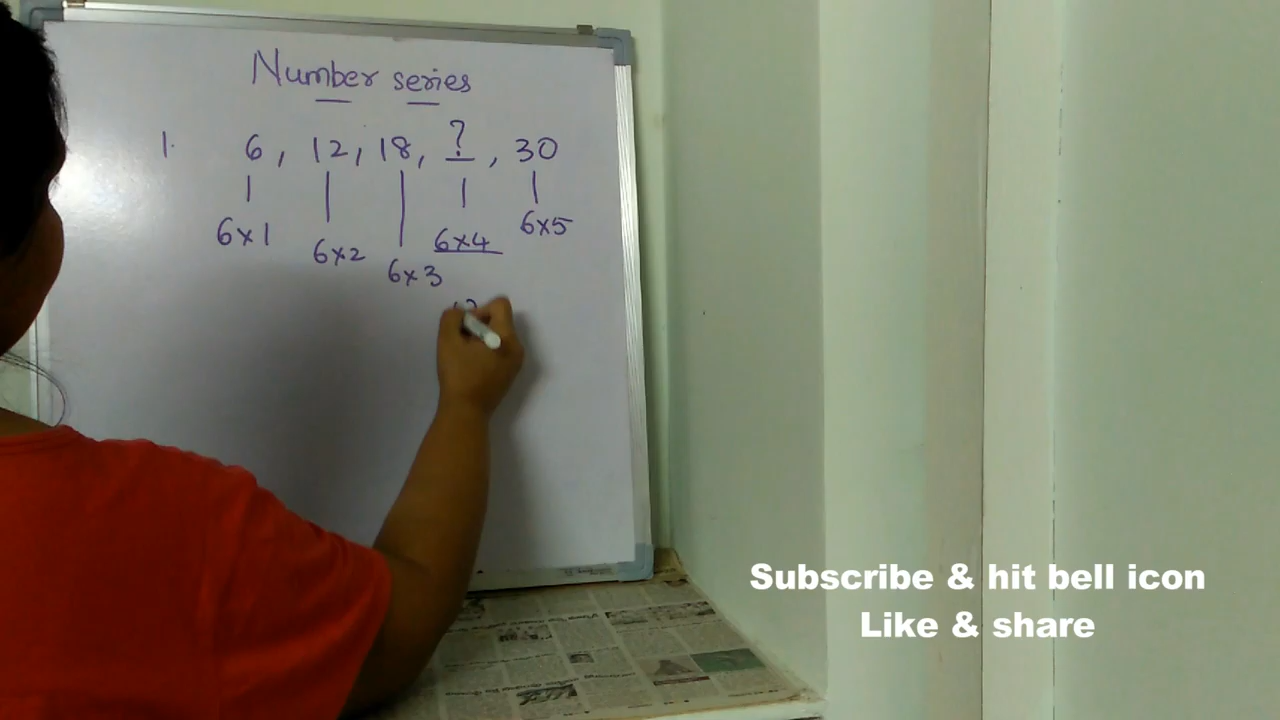 Number series
1. 6, 12, 18, ?, 30
6x1 6x2 6x3 6x4 6x5
Subscribe & hit bell icon
Like & share